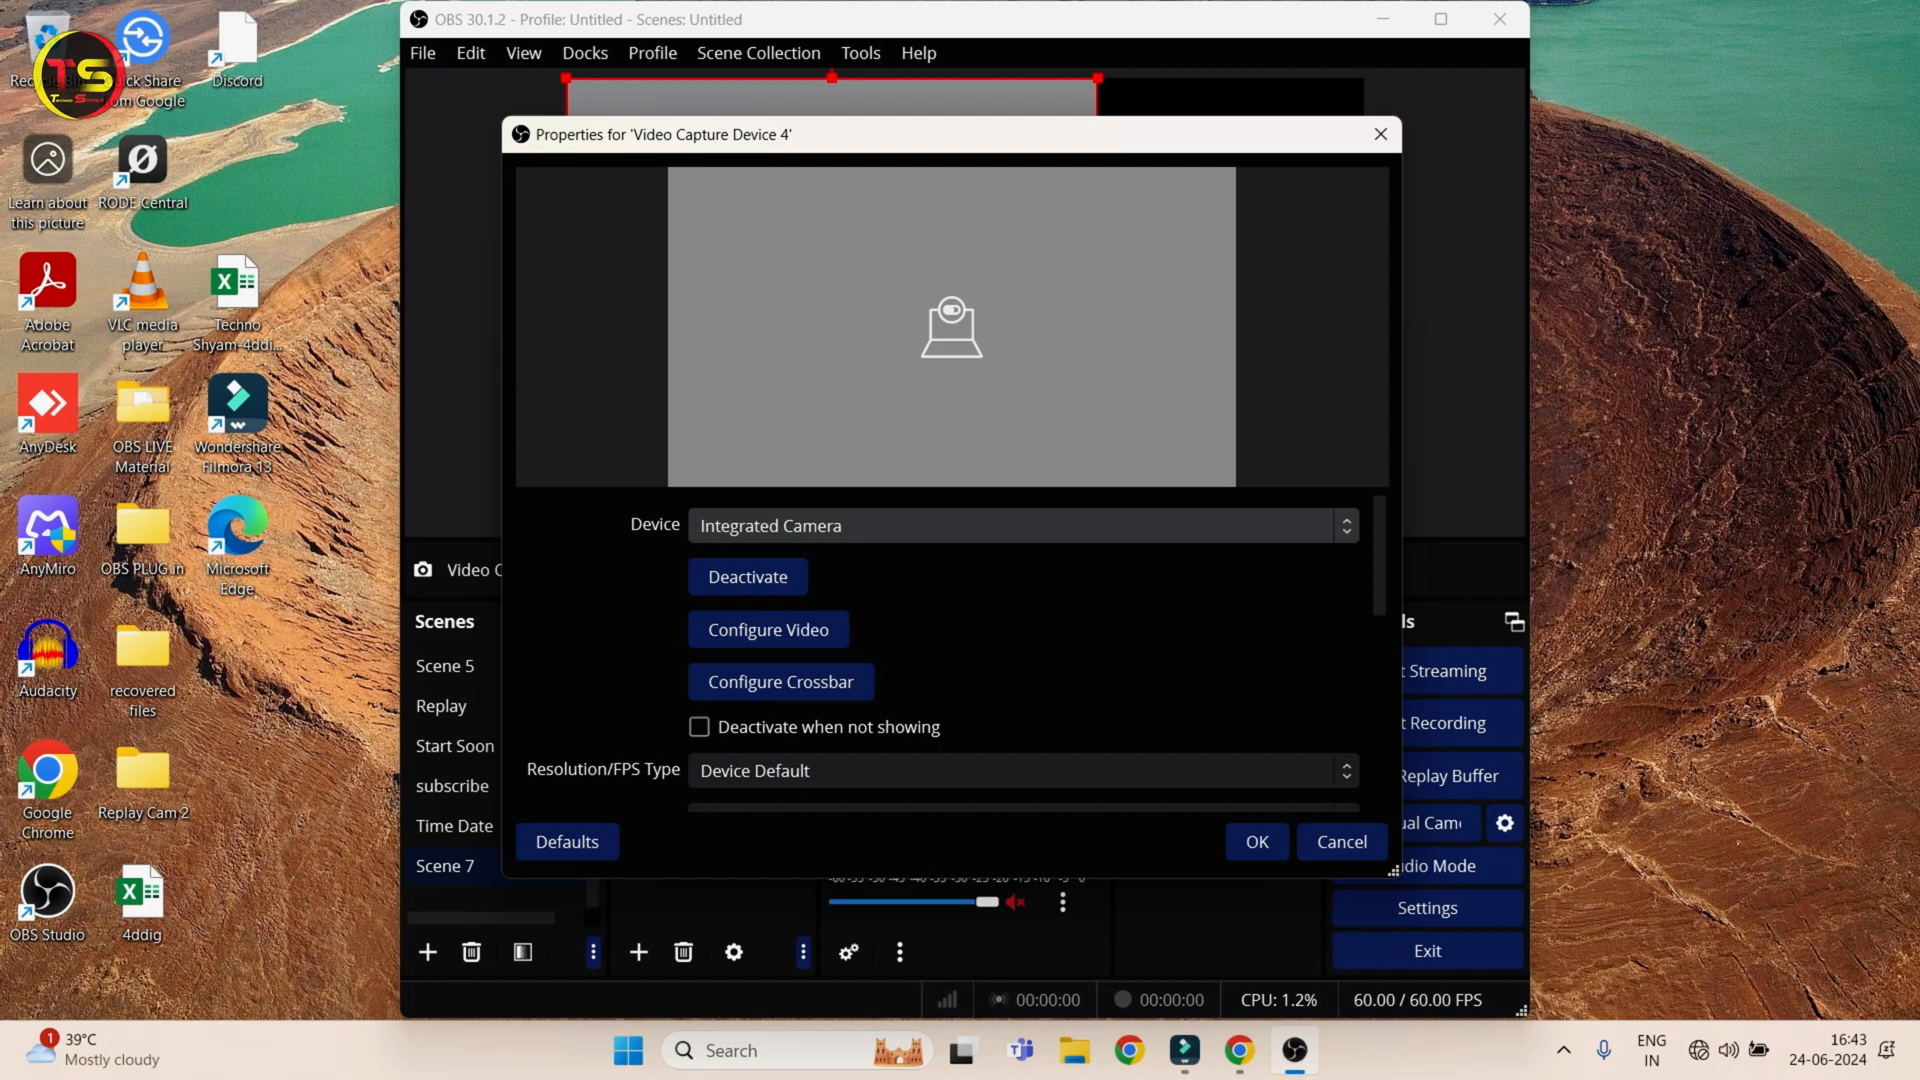 OBS 30.1.2 - Profile: Untitled - Scenes: Untitled
File Edit View Docks Profile Scene Collection Tools Help
Properties for 'Video Capture Device 4'
Device Integrated Camera
Deactivate
Configure Video
Configure Crossbar
Deactivate when not showing
Resolution/FPS Type Device Default
Defaults OK Cancel
Video C
Scenes
Scene 5
Replay
Start Soon
subscribe
Time Date
Scene 7
ls
t Streaming
t Recording
Replay Buffer
ual Came
dio Mode
Settings
Exit
00:00:00 00:00:00 CPU: 1.2% 60.00 / 60.00 FPS
TS
Discord
from Google
Learn about
this picture
RODE Central
Adobe
Acrobat
VLC media
player
Techno
Shyam-4ddi...
AnyDesk
OBS LIVE
Material
Wondershare
Filmora 13
AnyMiro
OBS PLUG in
Microsoft
Edge
Audacity
recovered
files
Google
Chrome
Replay Cam 2
OBS Studio
4ddig
1 39°C
Mostly cloudy
Search
ENG
IN
16:43
24-06-2024